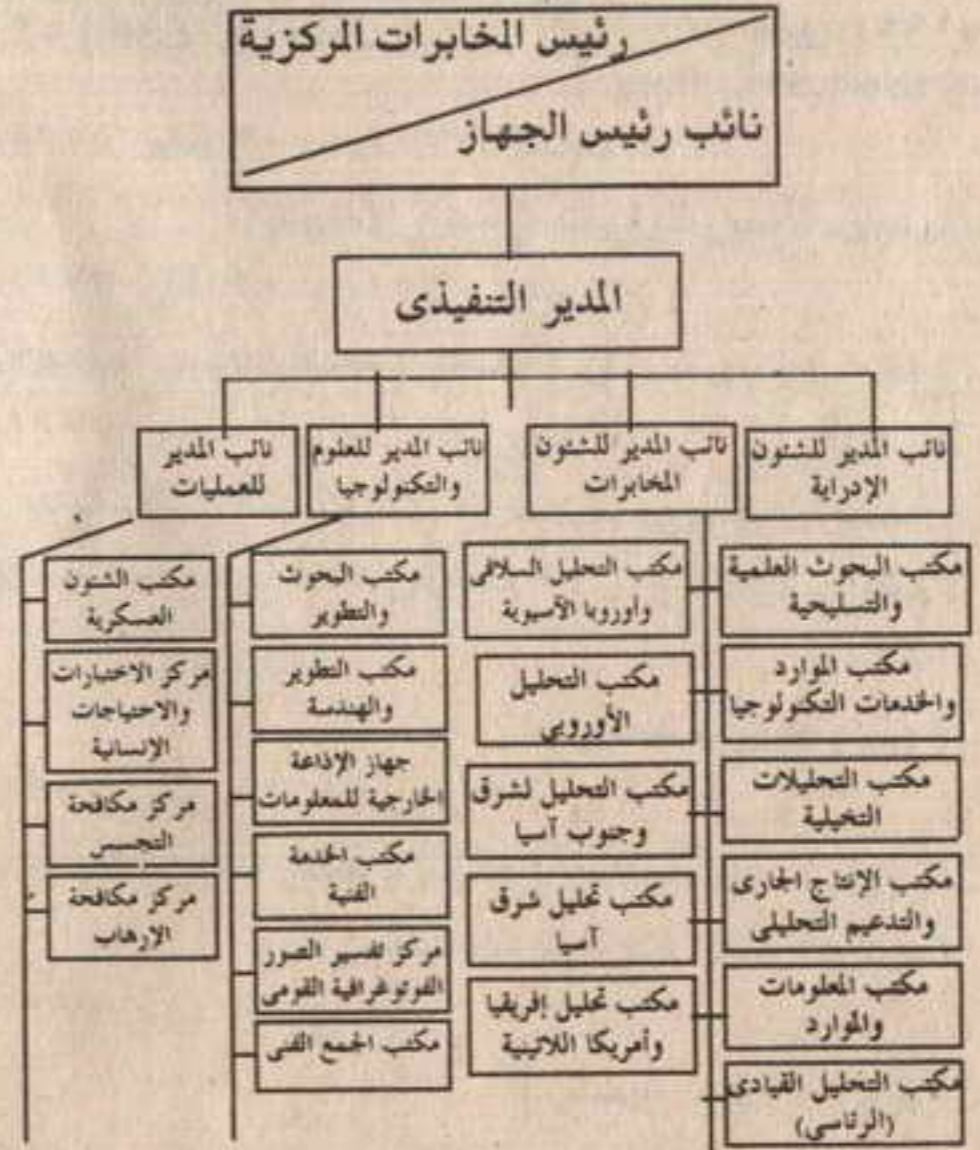 رئيس المخابرات المركزية
نائب رئيس الجهاز
المدير التنفيذى
نائب المدير للشئون
الإدراية
نائب المدير للشئون
المخابرات
نائب المدير للعلوم
والتكنولوجيا
نائب المدير
للعمليات
مكتب البحوث العلمية
والتسليحية
مكتب الموارد
والخدمات التكنولوجيا
مكتب التحليلات
التخيلية
مكتب الإنتاج الجارى
والتدعيم التحليلى
مكتب المعلومات
والموارد
مكتب التحليل القيادى
(الرئاسى)
مكتب التحليل السلافى
وأوروبا الآسيوية
مكتب التحليل
الأوروبي
مكتب التحليل لشرق
وجنوب آسيا
مكتب تحليل شرق
آسيا
مكتب تحليل إفريقيا
وأمريكا اللاتينية
مكتب البحوث
والتطوير
مكتب التطوير
والهندسة
جهاز الإذاعة
الخارجية للمعلومات
مكتب الخدمة
الفنية
مركز تفسير الصور
الفوتوغرافية القومى
مكتب الجمع الفنى
مكتب الشئون
العسكرية
مركز الاختبارات
والاحتياجات
الإنسانية
مركز مكافحة
التجسس
مركز مكافحة
الإرهاب